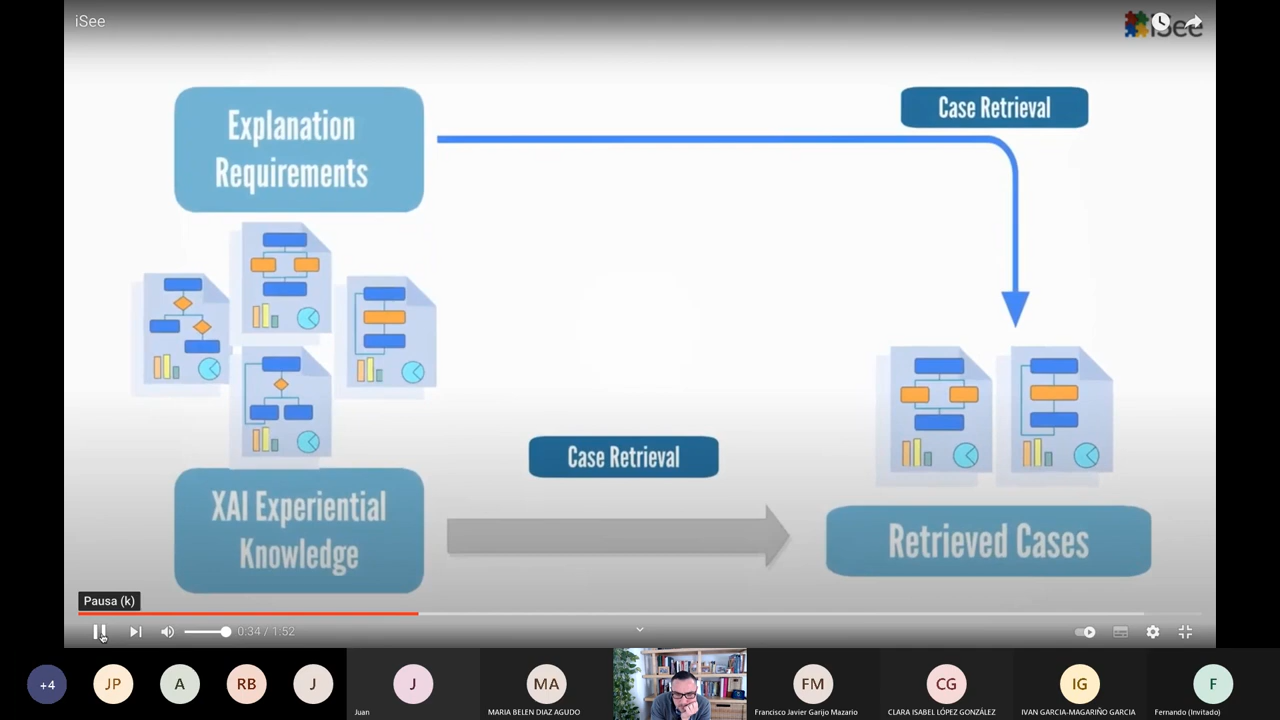 iSee
iSee
Explanation
Requirements
Case Retrieval
Case Retrieval
XAI Experiential
Knowledge
Retrieved Cases
Pausa (k)
0:34 / 1:52
+4
JP
A
RB
J
J
Juan
MA
MARIA BELEN DIAZ AGUDO
FM
Francisco Javier Garijo Mazario
CG
CLARA ISABEL LÓPEZ GONZÁLEZ
IG
IVAN GARCIA-MAGARIÑO GARCIA
F
Fernando (Invitado)